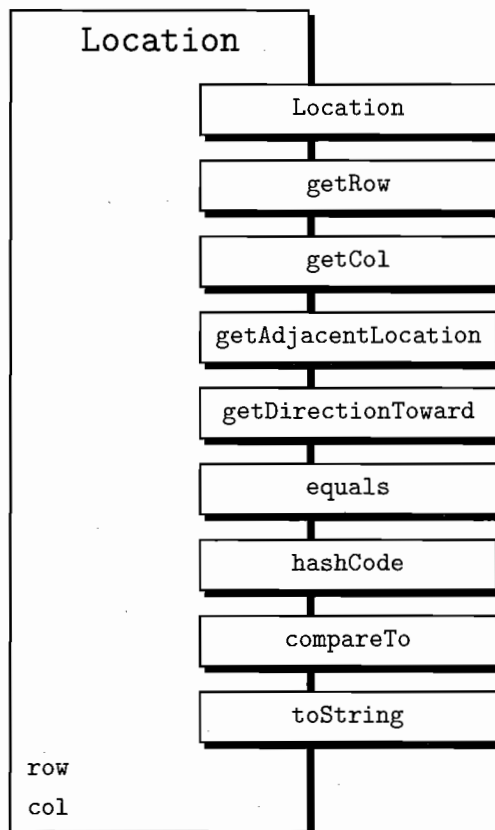 Location
Location
getRow
getCol
getAdjacentLocation
getDirectionToward
equals
hashCode
compareTo
toString
row
col